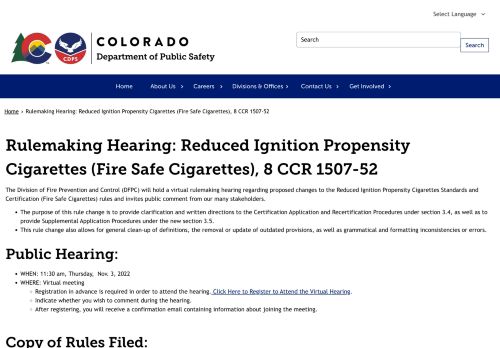 Select Language
COLORADO
Department of Public Safety
CDPS
Search
Search
Home
About Us
Careers
Divisions & Offices
Contact Us
Get Involved
Home › Rulemaking Hearing: Reduced Ignition Propensity Cigarettes (Fire Safe Cigarettes), 8 CCR 1507-52
Rulemaking Hearing: Reduced Ignition Propensity
Cigarettes (Fire Safe Cigarettes), 8 CCR 1507-52
The Division of Fire Prevention and Control (DFPC) will hold a virtual rulemaking hearing regarding proposed changes to the Reduced Ignition Propensity Cigarettes Standards and
Certification (Fire Safe Cigarettes) rules and invites public comment from our many stakeholders.
The purpose of this rule change is to provide clarification and written directions to the Certification Application and Recertification Procedures under section 3.4, as well as to
provide Supplemental Application Procedures under the new section 3.5.
This rule change also allows for general clean-up of definitions, the removal or update of outdated provisions, as well as grammatical and formatting inconsistencies or errors.
Public Hearing:
WHEN: 11:30 am, Thursday, Nov. 3, 2022
WHERE: Virtual meeting
Registration in advance is required in order to attend the hearing. Click Here to Register to Attend the Virtual Hearing.
Indicate whether you wish to comment during the hearing.
After registering, you will receive a confirmation email containing information about joining the meeting.
Copy of Rules Filed: